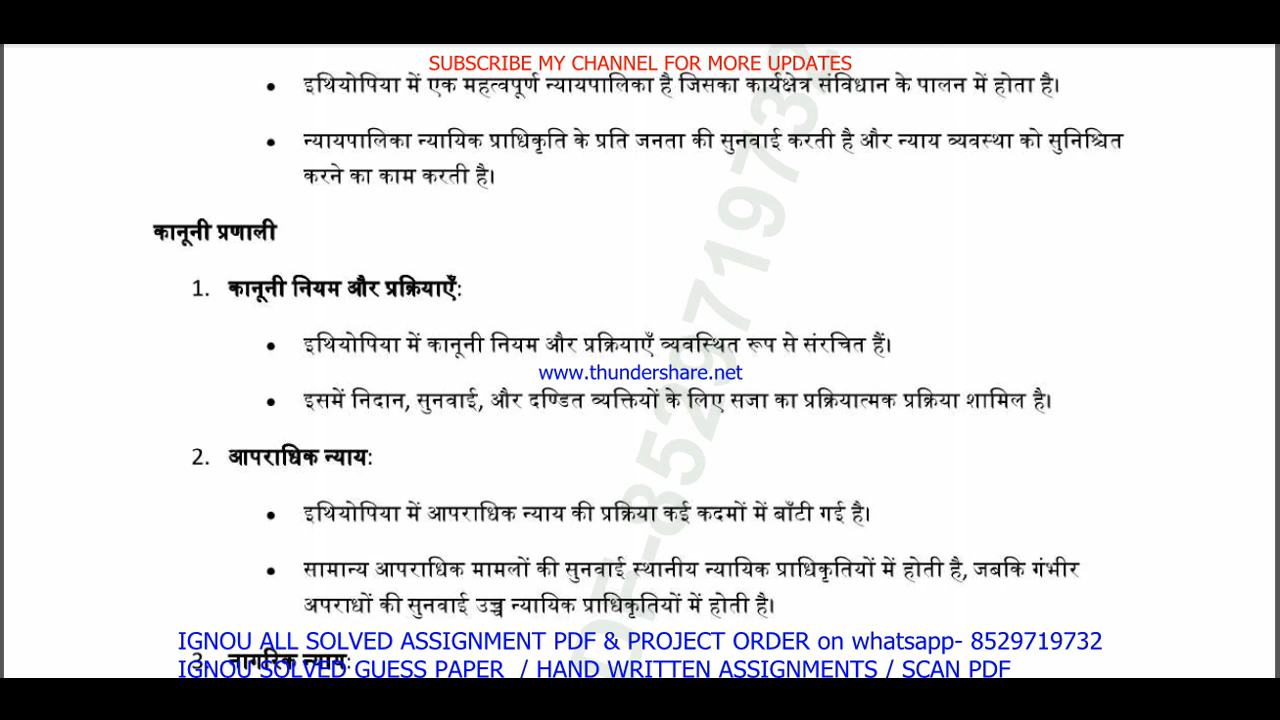 SUBSCRIBE MY CHANNEL FOR MORE UPDATES
• इथियोपिया में एक महत्वपूर्ण न्यायपालिका है जिसका कार्यक्षेत्र संविधान के पालन में होता है।
• न्यायपालिका न्यायिक प्राधिकृति के प्रति जनता की सुनवाई करती है और न्याय व्यवस्था को सुनिश्चित
करने का काम करती है।
कानूनी प्रणाली
1. कानूनी नियम और प्रक्रियाएँ:
• इथियोपिया में कानूनी नियम और प्रक्रियाएँ व्यवस्थित रूप से संरचित हैं।
www.thundershare.net
• इसमें निदान, सुनवाई, और दण्डित व्यक्तियों के लिए सजा का प्रक्रियात्मक प्रक्रिया शामिल है।
2. आपराधिक न्याय:
• इथियोपिया में आपराधिक न्याय की प्रक्रिया कई कदमों में बाँटी गई है।
• सामान्य आपराधिक मामलों की सुनवाई स्थानीय न्यायिक प्राधिकृतियों में होती है, जबकि गंभीर
अपराधों की सुनवाई उच्च न्यायिक प्राधिकृतियों में होती है।
IGNOU ALL SOLVED ASSIGNMENT PDF & PROJECT ORDER on whatsapp- 8529719732
3. नागरिक न्याय:
IGNOU SOLVED GUESS PAPER / HAND WRITTEN ASSIGNMENTS / SCAN PDF
DF-8529719732